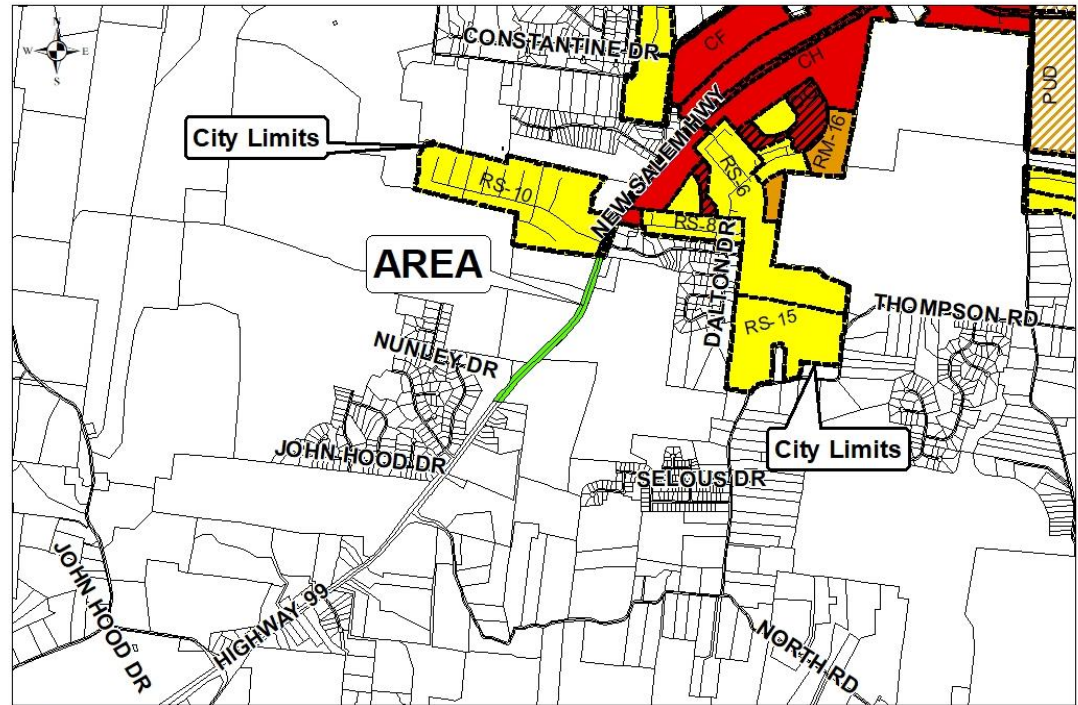 N
W
E
S
CONSTANTINE DR
CF
CH
PUD
City Limits
RM-16
RS-10
NEW SALEM HWY
RS-6
RS-8
AREA
DALTON DR
THOMPSON RD
RS-15
NUNLEY DR
City Limits
JOHN HOOD DR
SELOUS DR
JOHN HOOD DR
HIGHWAY 99
NORTH RD